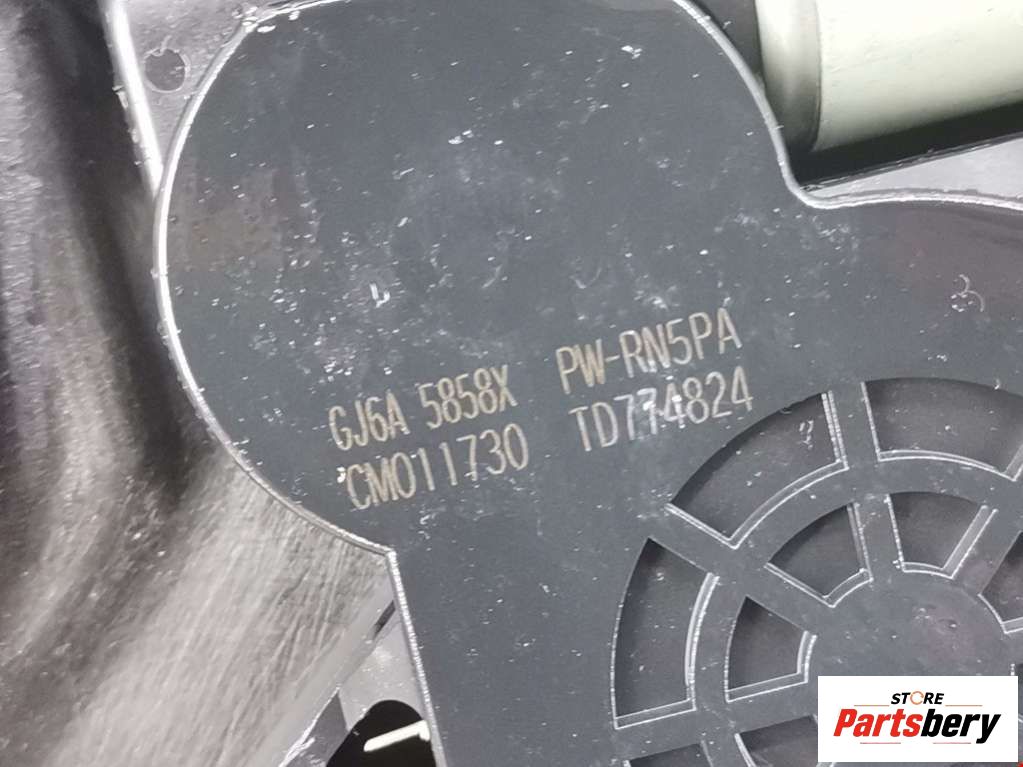 GJ6A 5858X PW-RN5PA
CM011730 TD774824
STORE
Partsbery